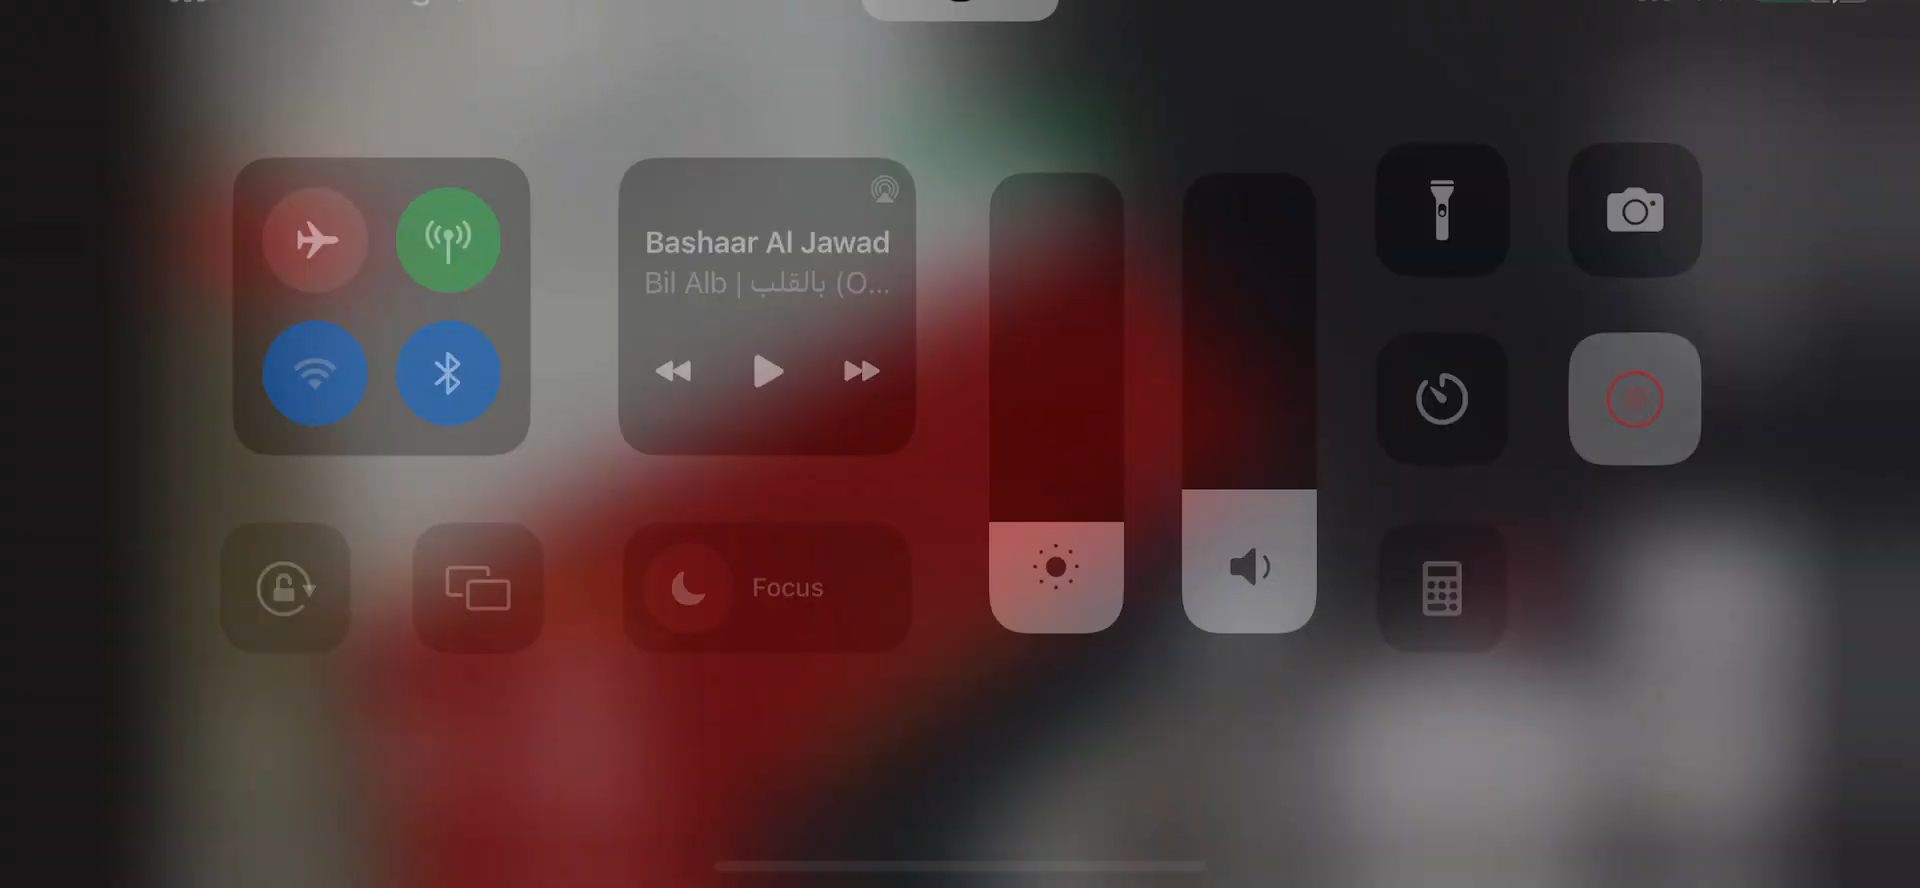 Bashaar Al Jawad
Bil Alb | بالقلب (O...
Focus